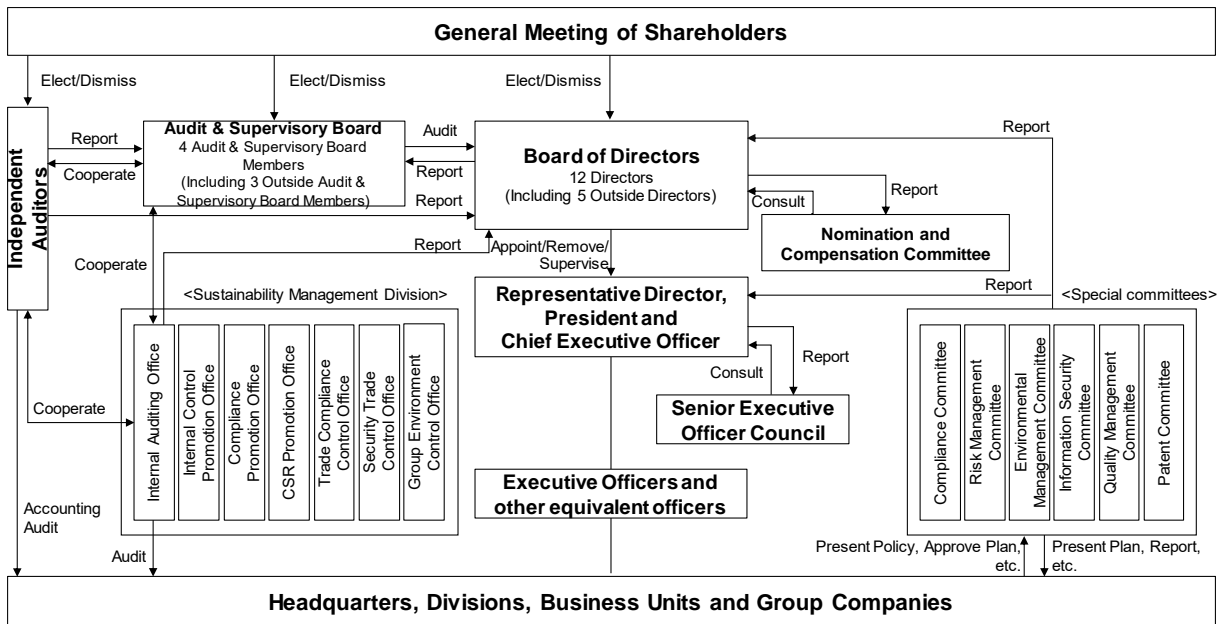 General Meeting of Shareholders
Elect/Dismiss
Elect/Dismiss
Elect/Dismiss
Independent
Auditors
Report
Cooperate
Audit & Supervisory Board
4 Audit & Supervisory Board
Members
(Including 3 Outside Audit &
Supervisory Board Members)
Audit
Report
Report
Board of Directors
12 Directors
(Including 5 Outside Directors)
Report
Report
Consult
Nomination and
Compensation Committee
Cooperate
Report
Appoint/Remove/
Supervise
<Sustainability Management Division>
Representative Director,
President and
Chief Executive Officer
Report
<Special committees>
Report
Consult
Senior Executive
Officer Council
Cooperate
Internal Auditing Office
Internal Control
Promotion Office
Compliance
Promotion Office
CSR Promotion Office
Trade Compliance
Control Office
Security Trade
Control Office
Group Environment
Control Office
Executive Officers and
other equivalent officers
Compliance Committee
Risk Management
Committee
Environmental
Management Committee
Information Security
Committee
Quality Management
Committee
Patent Committee
Accounting
Audit
Audit
Present Policy, Approve Plan,
etc.
Present Plan, Report,
etc.
Headquarters, Divisions, Business Units and Group Companies